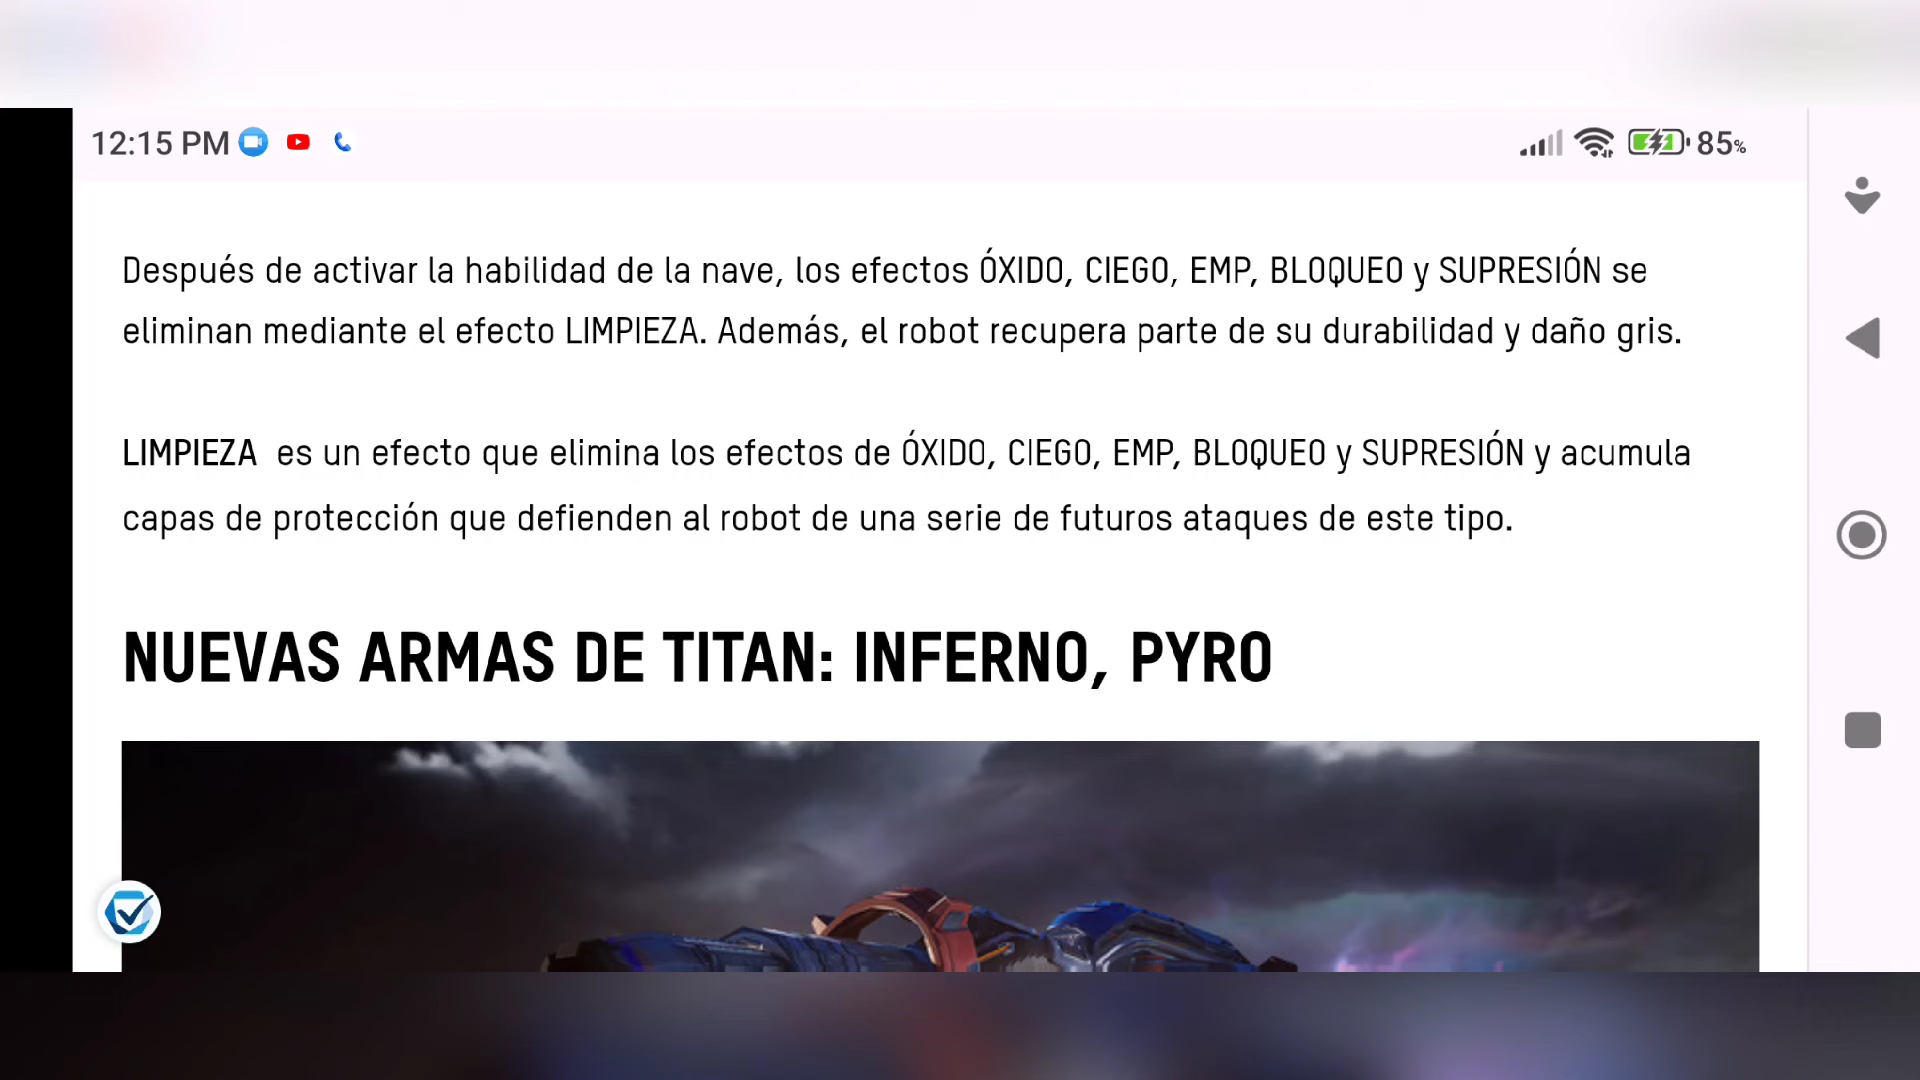 12:15 PM
85%
Después de activar la habilidad de la nave, los efectos ÓXIDO, CIEGO, EMP, BLOQUEO y SUPRESIÓN se
eliminan mediante el efecto LIMPIEZA. Además, el robot recupera parte de su durabilidad y daño gris.
LIMPIEZA es un efecto que elimina los efectos de ÓXIDO, CIEGO, EMP, BLOQUEO y SUPRESIÓN y acumula
capas de protección que defienden al robot de una serie de futuros ataques de este tipo.
NUEVAS ARMAS DE TITAN: INFERNO, PYRO